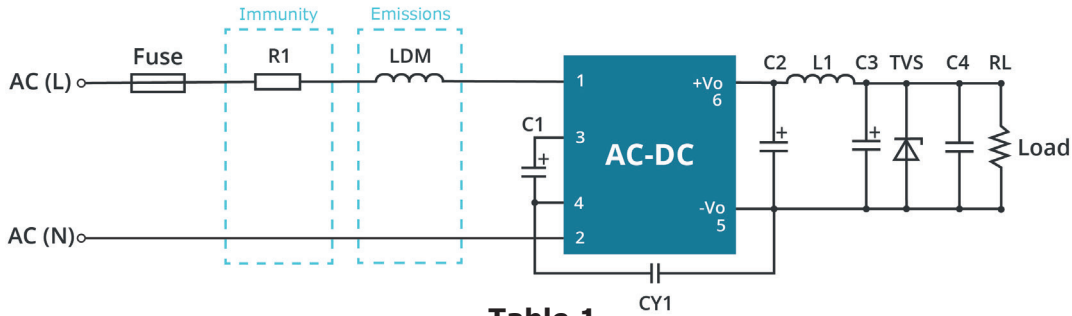 Immunity
Emissions
Fuse
R1
LDM
C2
L1
C3
TVS
C4
RL
AC (L)
1
+Vo
6
C1
3
AC-DC
Load
4
-Vo
5
AC (N)
2
CY1
Table 1